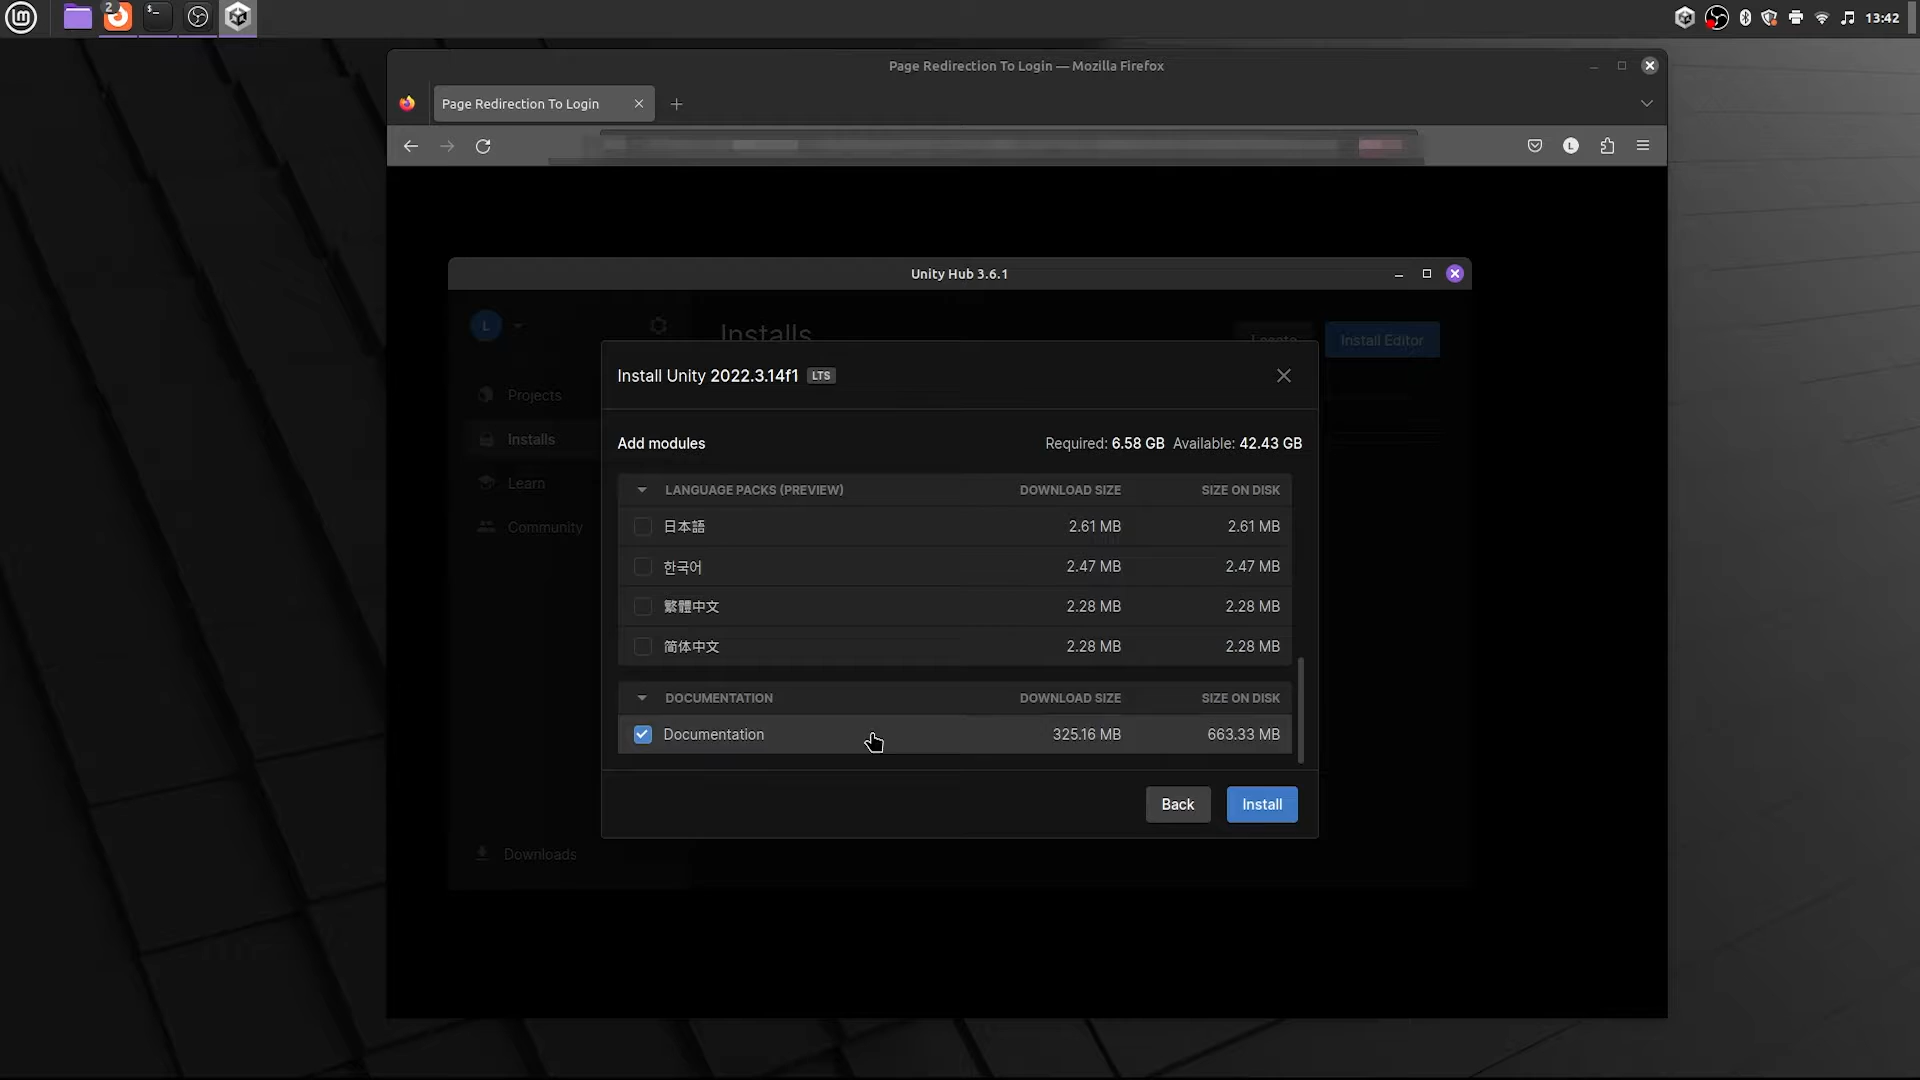 2
13:42
Page Redirection To Login — Mozilla Firefox
Page Redirection To Login
L
Unity Hub 3.6.1
L
Installs
Locate
Install Editor
Install Unity 2022.3.14f1 LTS
Projects
Installs
Learn
Community
Downloads
Add modules
Required: 6.58 GB Available: 42.43 GB
LANGUAGE PACKS (PREVIEW) DOWNLOAD SIZE SIZE ON DISK
日本語 2.61 MB 2.61 MB
한국어 2.47 MB 2.47 MB
繁體中文 2.28 MB 2.28 MB
简体中文 2.28 MB 2.28 MB
DOCUMENTATION DOWNLOAD SIZE SIZE ON DISK
Documentation 325.16 MB 663.33 MB
Back Install